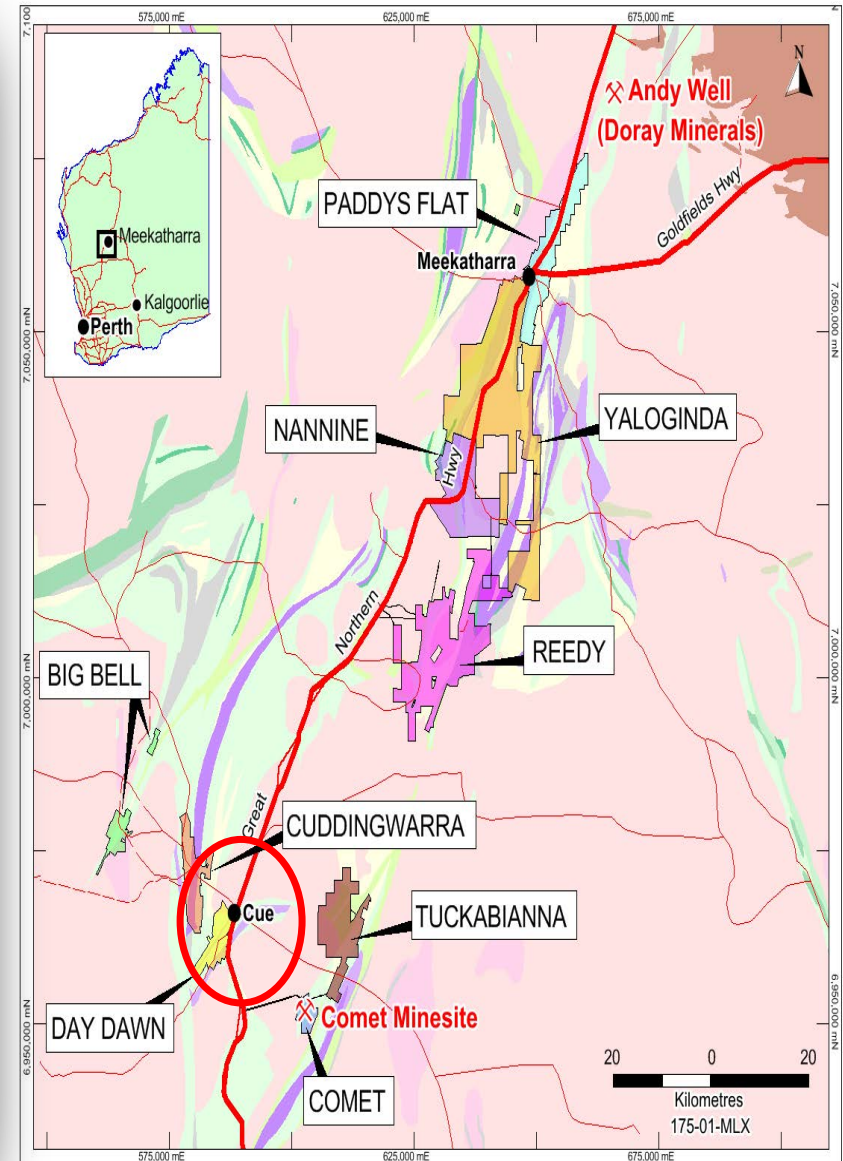 575,000 mE
625,000 mE
675,000 mE
7,100
N
Andy Well
(Doray Minerals)
PADDYS FLAT
Goldfields Hwy
Meekatharra
Meekatharra
Kalgoorlie
Perth
7,050,000 mN
7,050,000 mN
NANNINE
YALOGINDA
Hwy
Northern
REEDY
BIG BELL
7,000,000 mN
7,000,000 mN
Great
CUDDINGWARRA
Cue
TUCKABIANNA
DAY DAWN
Comet Minesite
6,950,000 mN
6,950,000 mN
COMET
20 0 20
Kilometres
175-01-MLX
575,000 mE
625,000 mE
675,000 mE